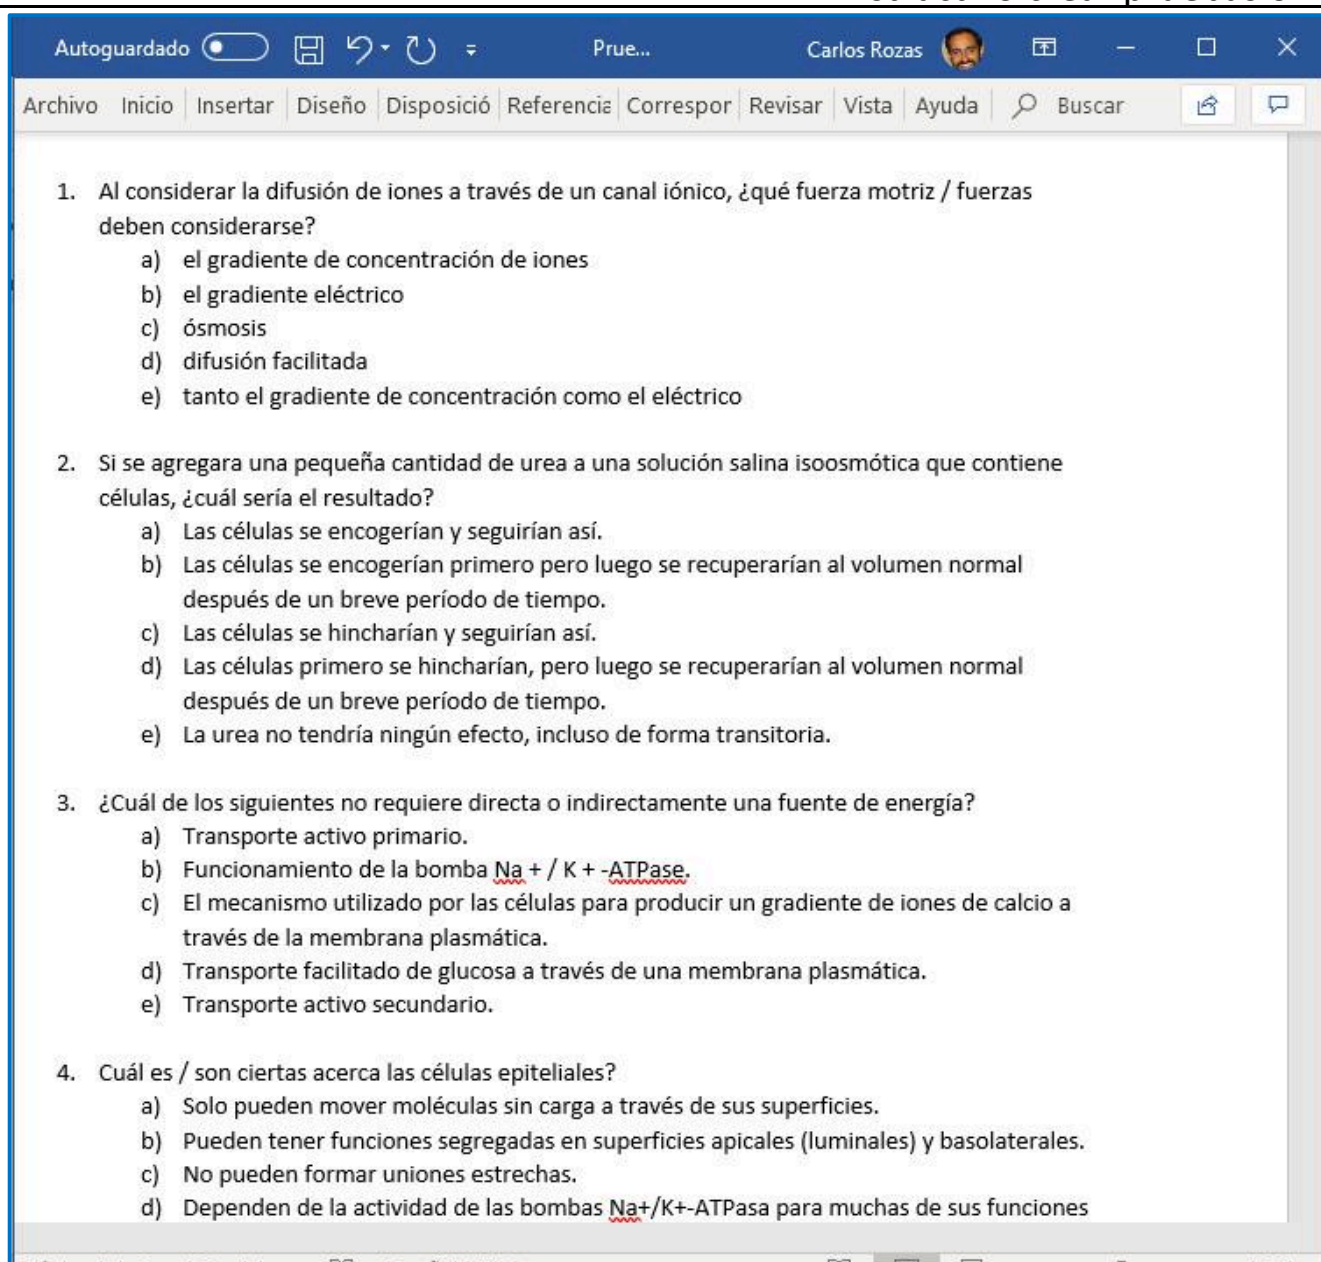 Autoguardado Prue... Carlos Rozas
Archivo Inicio Insertar Diseño Disposició Referencia Correspor Revisar Vista Ayuda Buscar
1. Al considerar la difusión de iones a través de un canal iónico, ¿qué fuerza motriz / fuerzas
deben considerarse?
a) el gradiente de concentración de iones
b) el gradiente eléctrico
c) ósmosis
d) difusión facilitada
e) tanto el gradiente de concentración como el eléctrico
2. Si se agregara una pequeña cantidad de urea a una solución salina isoosmótica que contiene
células, ¿cuál sería el resultado?
a) Las células se encogerían y seguirían así.
b) Las células se encogerían primero pero luego se recuperarían al volumen normal
después de un breve período de tiempo.
c) Las células se hincharían y seguirían así.
d) Las células primero se hincharían, pero luego se recuperarían al volumen normal
después de un breve período de tiempo.
e) La urea no tendría ningún efecto, incluso de forma transitoria.
3. ¿Cuál de los siguientes no requiere directa o indirectamente una fuente de energía?
a) Transporte activo primario.
b) Funcionamiento de la bomba Na + / K + -ATPase.
c) El mecanismo utilizado por las células para producir un gradiente de iones de calcio a
través de la membrana plasmática.
d) Transporte facilitado de glucosa a través de una membrana plasmática.
e) Transporte activo secundario.
4. Cuál es / son ciertas acerca las células epiteliales?
a) Solo pueden mover moléculas sin carga a través de sus superficies.
b) Pueden tener funciones segregadas en superficies apicales (luminales) y basolaterales.
c) No pueden formar uniones estrechas.
d) Dependen de la actividad de las bombas Na+/K+-ATPasa para muchas de sus funciones